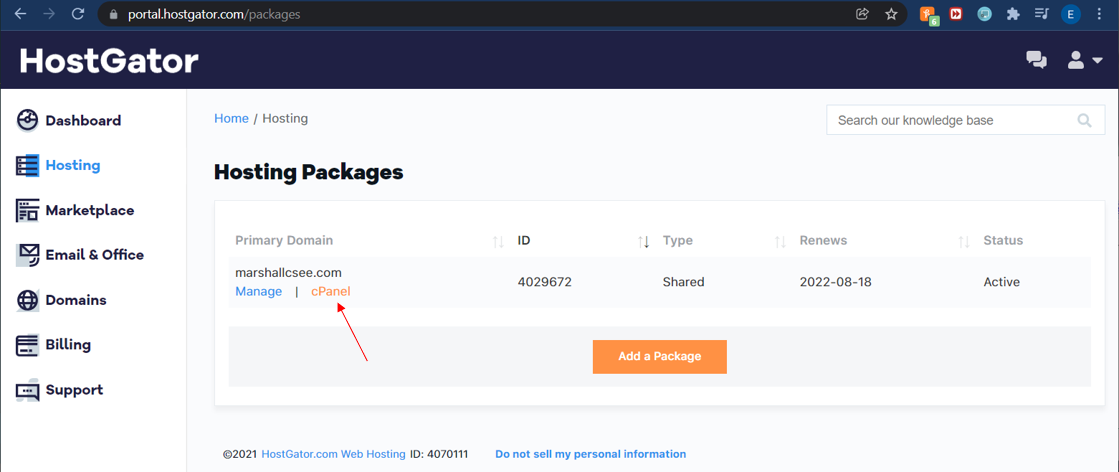 portal.hostgator.com/packages
6
E
HostGator
Dashboard
Hosting
Marketplace
Email & Office
Domains
Billing
Support
Home / Hosting
Search our knowledge base
Hosting Packages
Primary Domain ID Type Renews Status
marshallcsee.com
Manage | cPanel
4029672 Shared 2022-08-18 Active
Add a Package
©2021 HostGator.com Web Hosting ID: 4070111 Do not sell my personal information